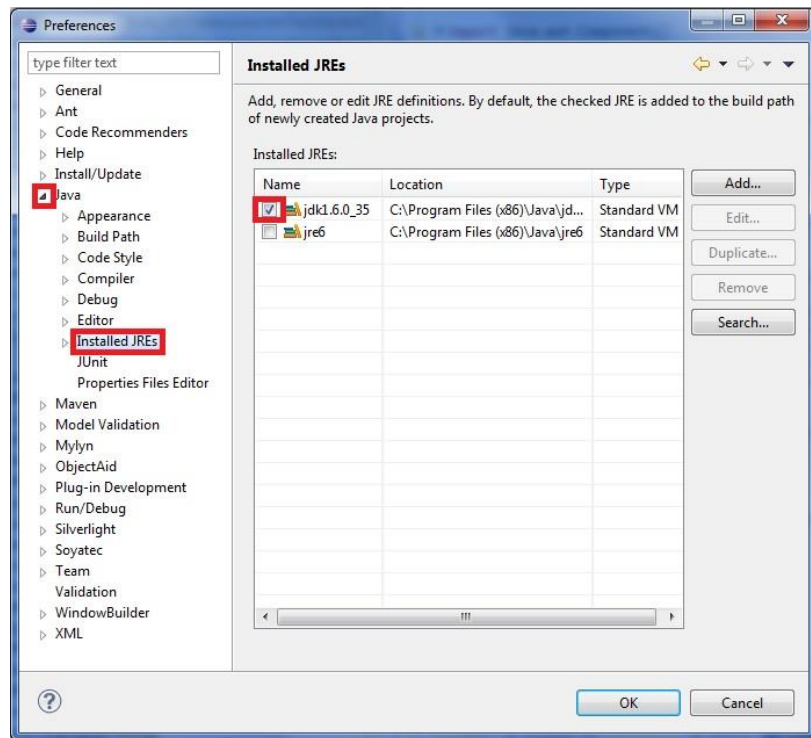 Preferences
type filter text
General
Ant
Code Recommenders
Help
Install/Update
Java
Appearance
Build Path
Code Style
Compiler
Debug
Editor
Installed JREs
JUnit
Properties Files Editor
Maven
Model Validation
Mylyn
ObjectAid
Plug-in Development
Run/Debug
Silverlight
Soyatec
Team
Validation
WindowBuilder
XML
Installed JREs
Add, remove or edit JRE definitions. By default, the checked JRE is added to the build path
of newly created Java projects.
Installed JREs:
Name Location Type
jdk1.6.0_35 C:\Program Files (x86)\Java\jd... Standard VM
jre6 C:\Program Files (x86)\Java\jre6 Standard VM
Add...
Edit...
Duplicate...
Remove
Search...
OK Cancel